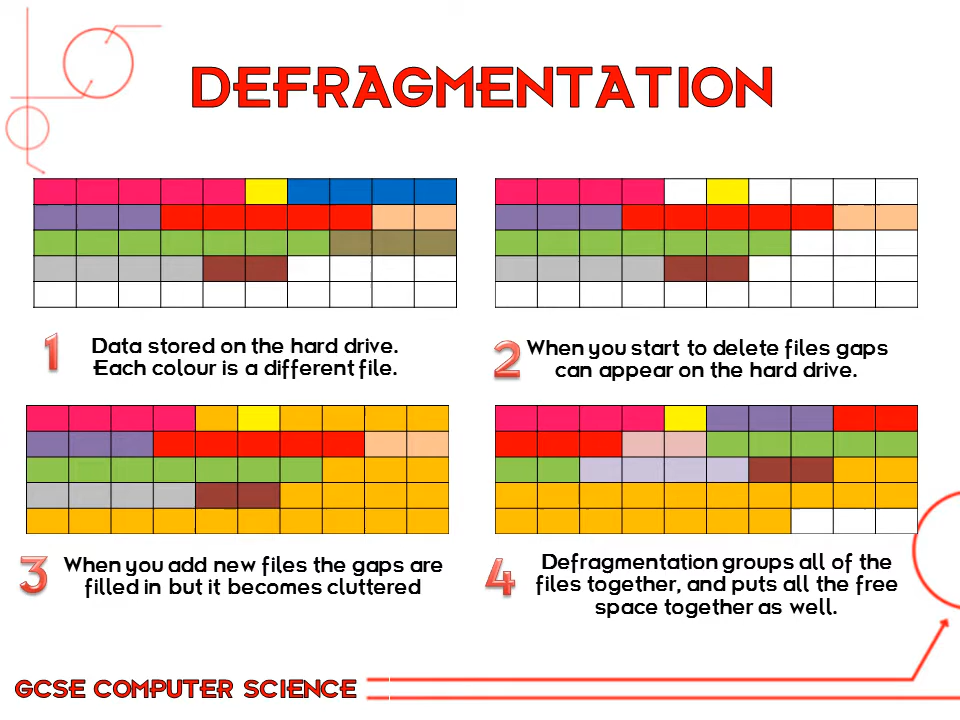 DEFRAGMENTATION
1
Data stored on the hard drive.
Each colour is a different file.
2
When you start to delete files gaps
can appear on the hard drive.
3
When you add new files the gaps are
filled in but it becomes cluttered
4
Defragmentation groups all of the
files together, and puts all the free
space together as well.
GCSE COMPUTER SCIENCE